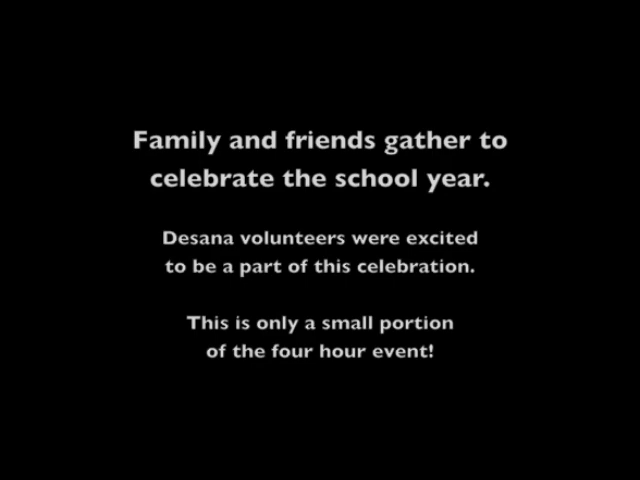 Family and friends gather to
celebrate the school year.
Desana volunteers were excited
to be a part of this celebration.
This is only a small portion
of the four hour event!